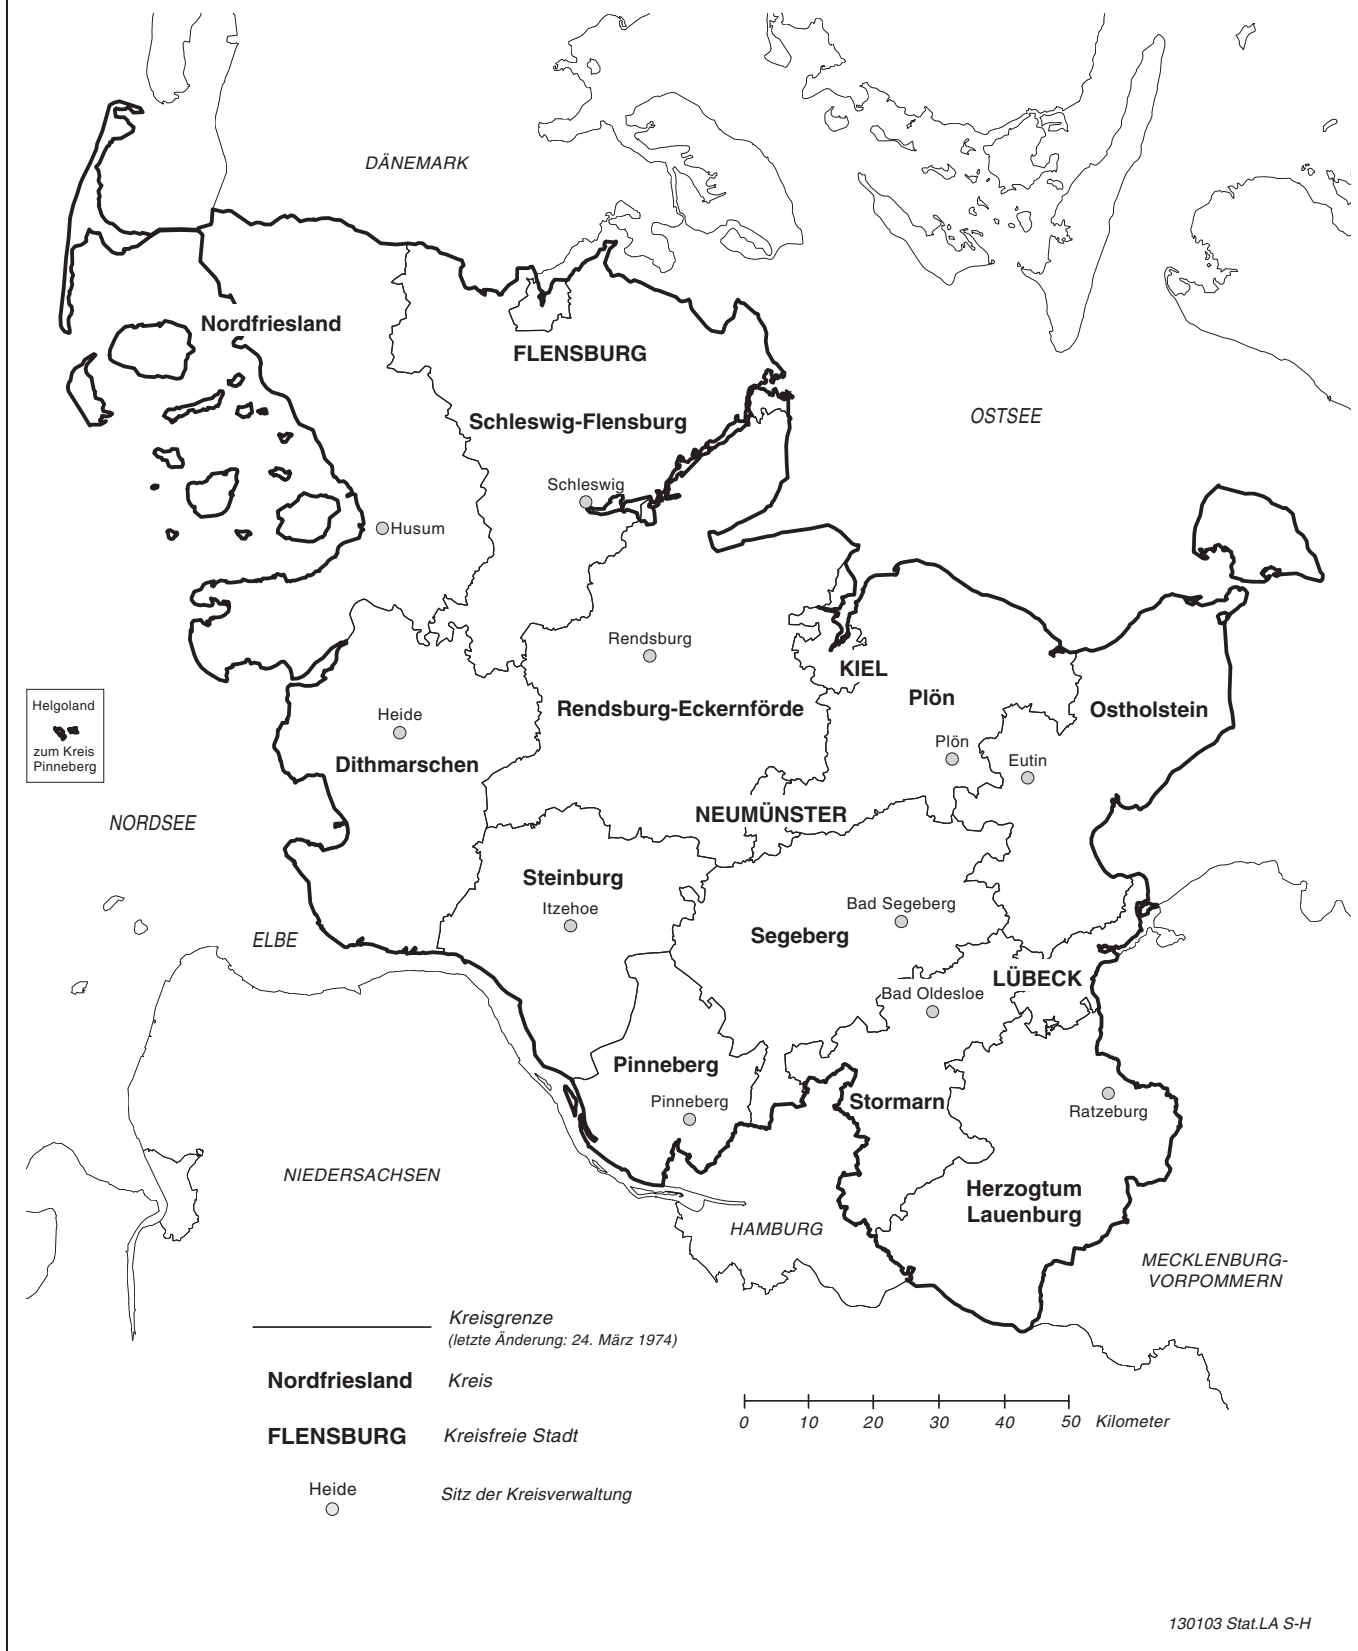 DÄNEMARK
Nordfriesland
FLENSBURG
OSTSEE
Schleswig-Flensburg
Schleswig
Husum
Rendsburg
KIEL
Plön
Helgoland
zum Kreis
Pinneberg
Heide
Rendsburg-Eckernförde
Ostholstein
Plön
Eutin
Dithmarschen
NORDSEE
NEUMÜNSTER
Steinburg
Itzehoe
Bad Segeberg
Segeberg
ELBE
LÜBECK
Bad Oldesloe
Pinneberg
Pinneberg
Stormarn
Ratzeburg
NIEDERSACHSEN
Herzogtum
Lauenburg
HAMBURG
MECKLENBURG-
VORPOMMERN
Kreisgrenze
(letzte Änderung: 24. März 1974)
Nordfriesland Kreis
FLENSBURG Kreisfreie Stadt
Heide Sitz der Kreisverwaltung
0 10 20 30 40 50 Kilometer
130103 Stat.LA S-H